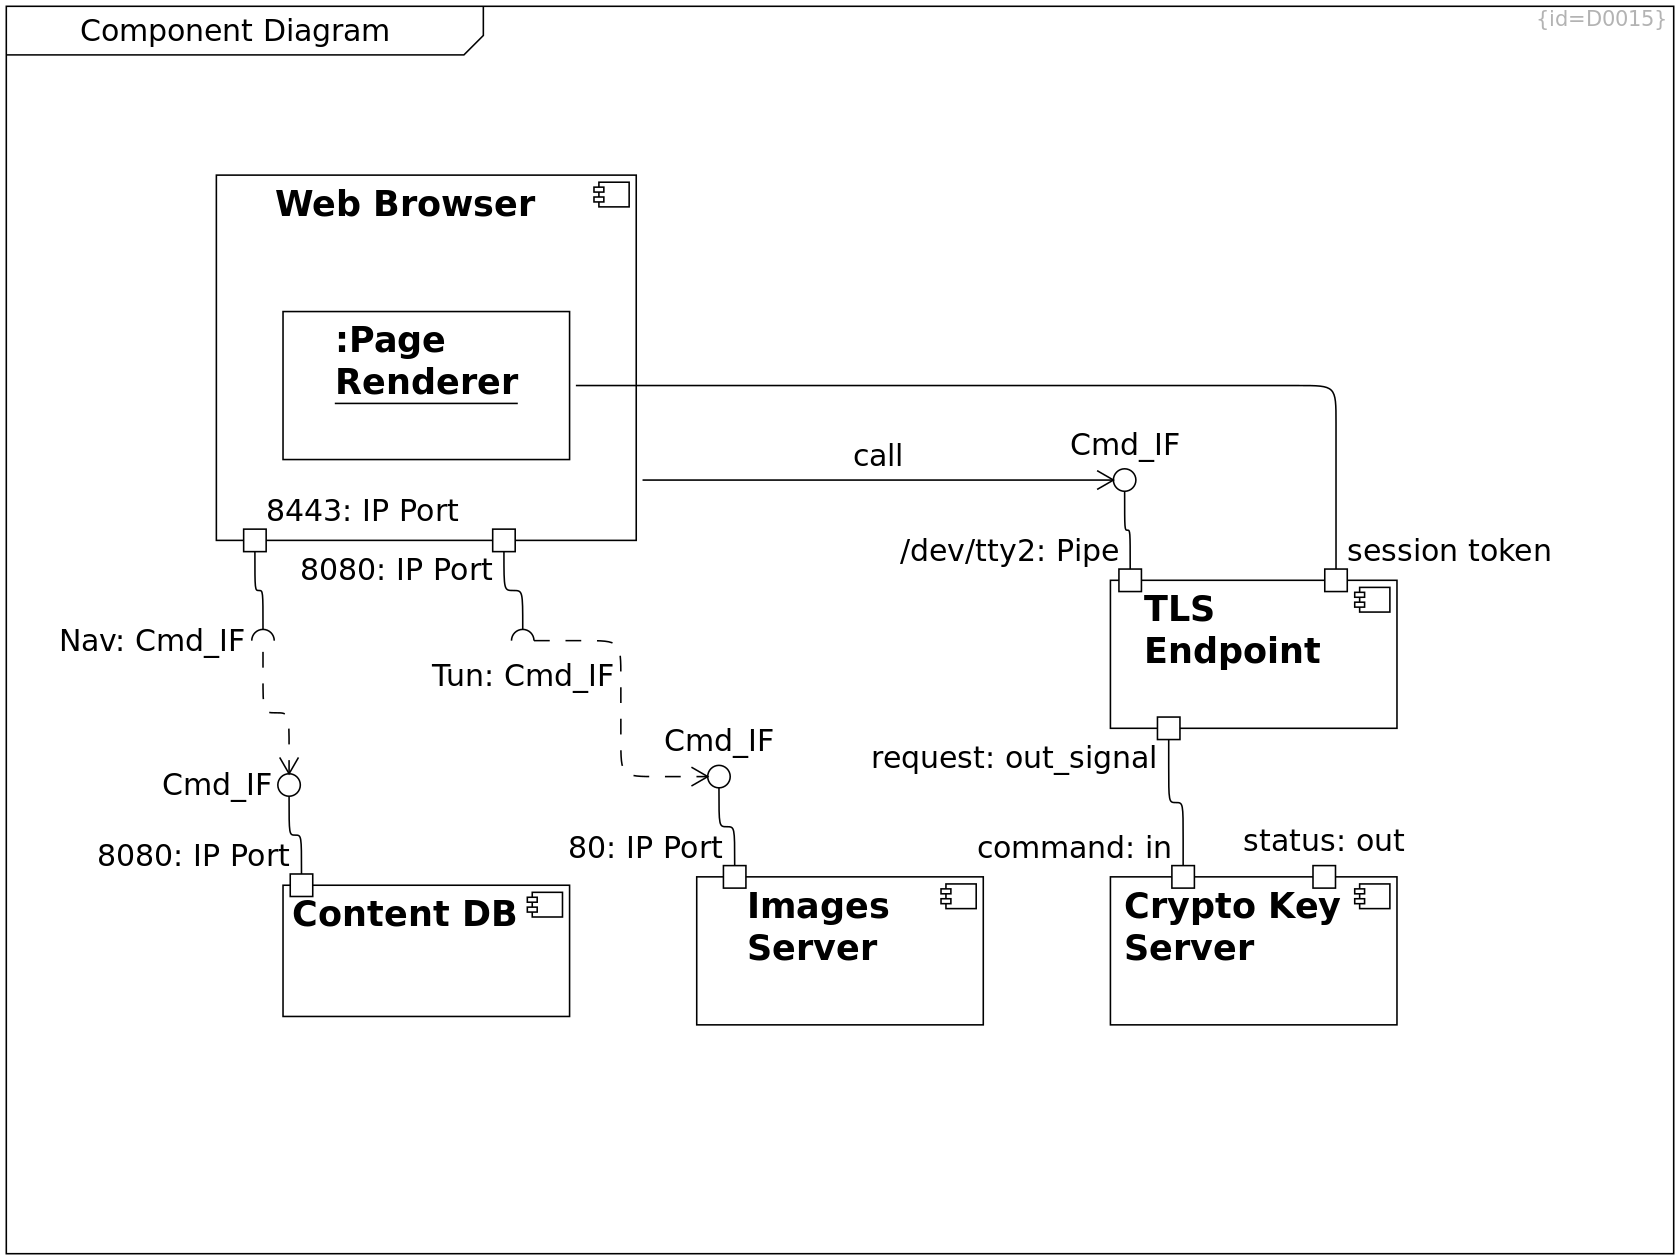 Component Diagram
{id=D0015}
Web Browser
:Page
Renderer
call
Cmd_IF
8443: IP Port
8080: IP Port
/dev/tty2: Pipe
session token
TLS
Endpoint
Nav: Cmd_IF
Tun: Cmd_IF
Cmd_IF
request: out_signal
Cmd_IF
8080: IP Port
80: IP Port
command: in
status: out
Content DB
Images
Server
Crypto Key
Server